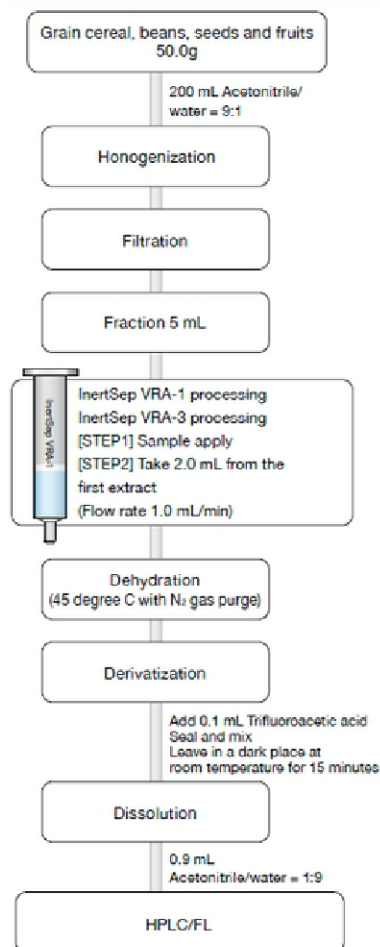 Grain cereal, beans, seeds and fruits
50.0g
200 mL Acetonitrile/
water = 9:1
Honogenization
Filtration
Fraction 5 mL
InertSep VRA-1
InertSep VRA-1 processing
InertSep VRA-3 processing
[STEP1] Sample apply
[STEP2] Take 2.0 mL from the
first extract
(Flow rate 1.0 mL/min)
Dehydration
(45 degree C with N₂ gas purge)
Derivatization
Add 0.1 mL Trifluoroacetic acid
Seal and mix
Leave in a dark place at
room temperature for 15 minutes
Dissolution
0.9 mL
Acetonitrile/water = 1:9
HPLC/FL